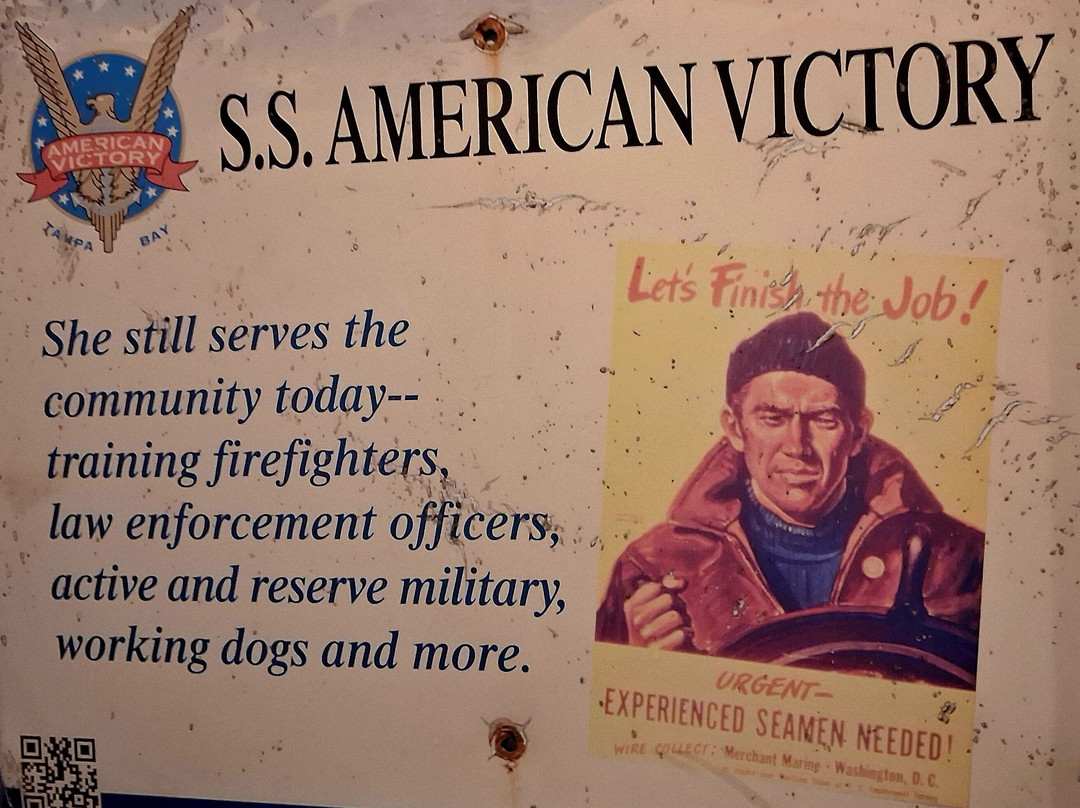 AMERICAN
VICTORY
TAMPA BAY
S.S. AMERICAN VICTORY
She still serves the
community today--
training firefighters,
law enforcement officers,
active and reserve military,
working dogs and more.
Let's Finish the Job!
URGENT—
EXPERIENCED SEAMEN NEEDED!
WIRE COLLECT: Merchant Marine · Washington, D.C.